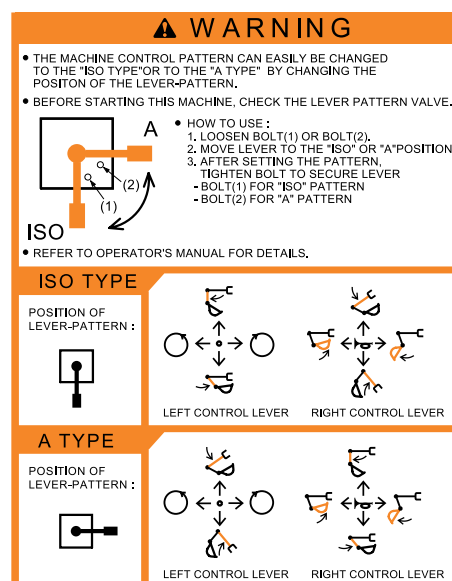 WARNING
• THE MACHINE CONTROL PATTERN CAN EASILY BE CHANGED
TO THE "ISO TYPE"OR TO THE "A TYPE" BY CHANGING THE
POSITON OF THE LEVER-PATTERN.
• BEFORE STARTING THIS MACHINE, CHECK THE LEVER PATTERN VALVE.
A
(2)
(1)
ISO
• HOW TO USE :
1. LOOSEN BOLT(1) OR BOLT(2).
2. MOVE LEVER TO THE "ISO" OR "A"POSITION
3. AFTER SETTING THE PATTERN,
TIGHTEN BOLT TO SECURE LEVER
- BOLT(1) FOR "ISO" PATTERN
- BOLT(2) FOR "A" PATTERN
• REFER TO OPERATOR'S MANUAL FOR DETAILS.
ISO TYPE
POSITION OF
LEVER-PATTERN :
LEFT CONTROL LEVER
RIGHT CONTROL LEVER
A TYPE
POSITION OF
LEVER-PATTERN :
LEFT CONTROL LEVER
RIGHT CONTROL LEVER